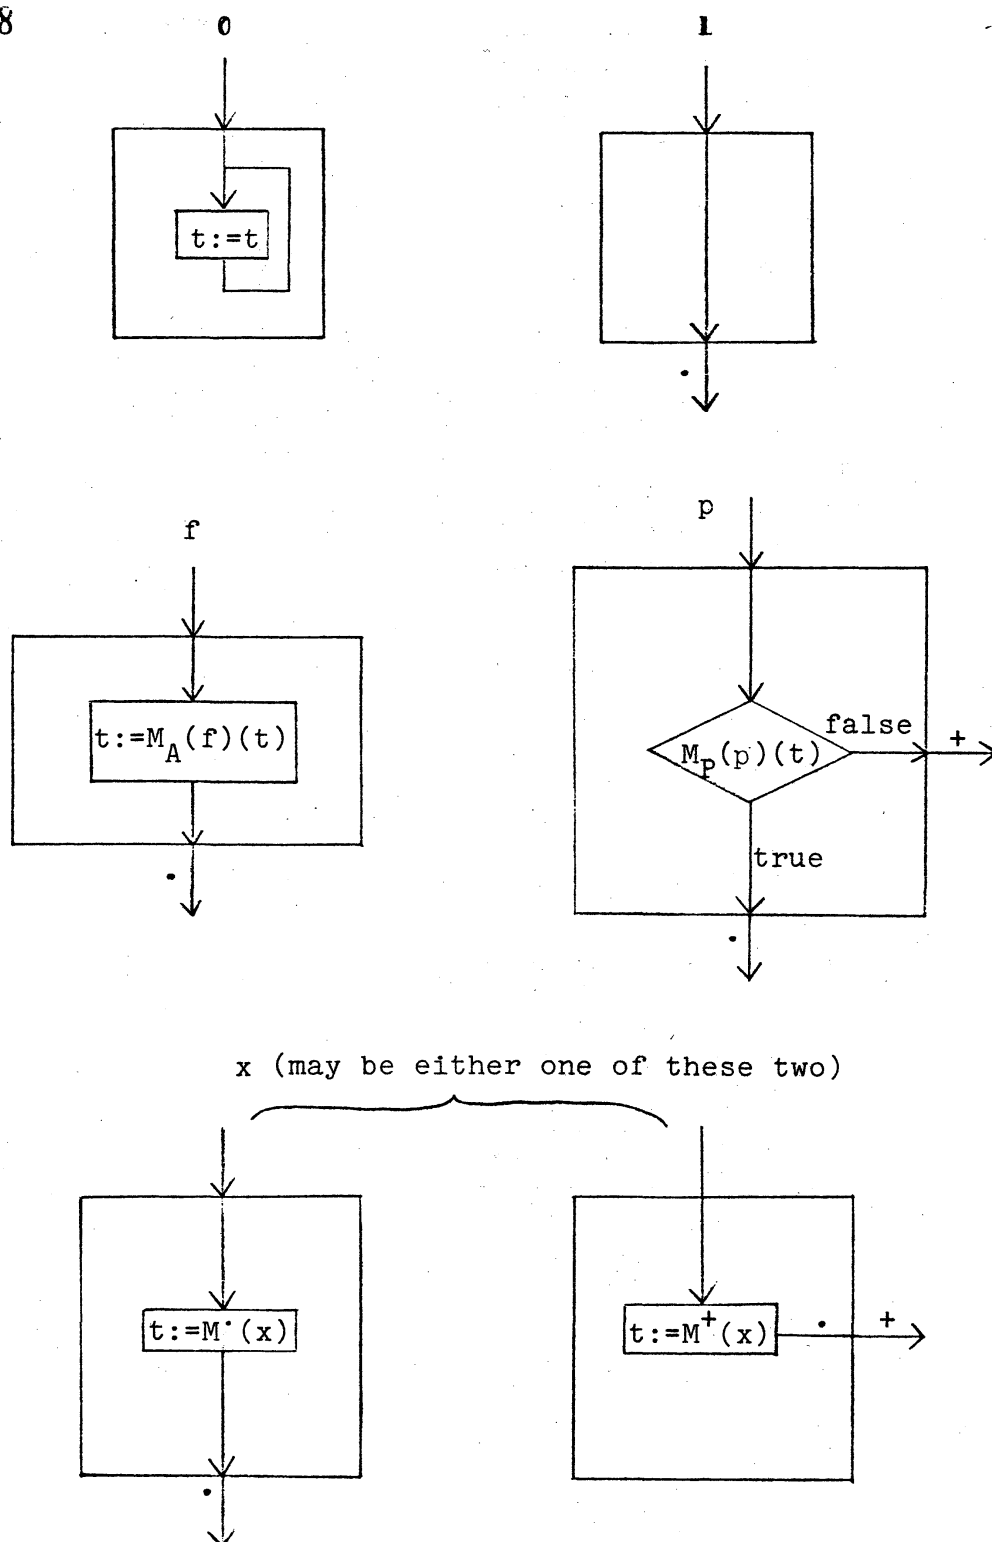 8
0
1
t:=t
.
f
p
t:=M_A(f)(t)
false
+
M_P(p)(t)
.
true
.
x (may be either one of these two)
t:=M˙(x)
t:=M⁺(x)
.
+
.